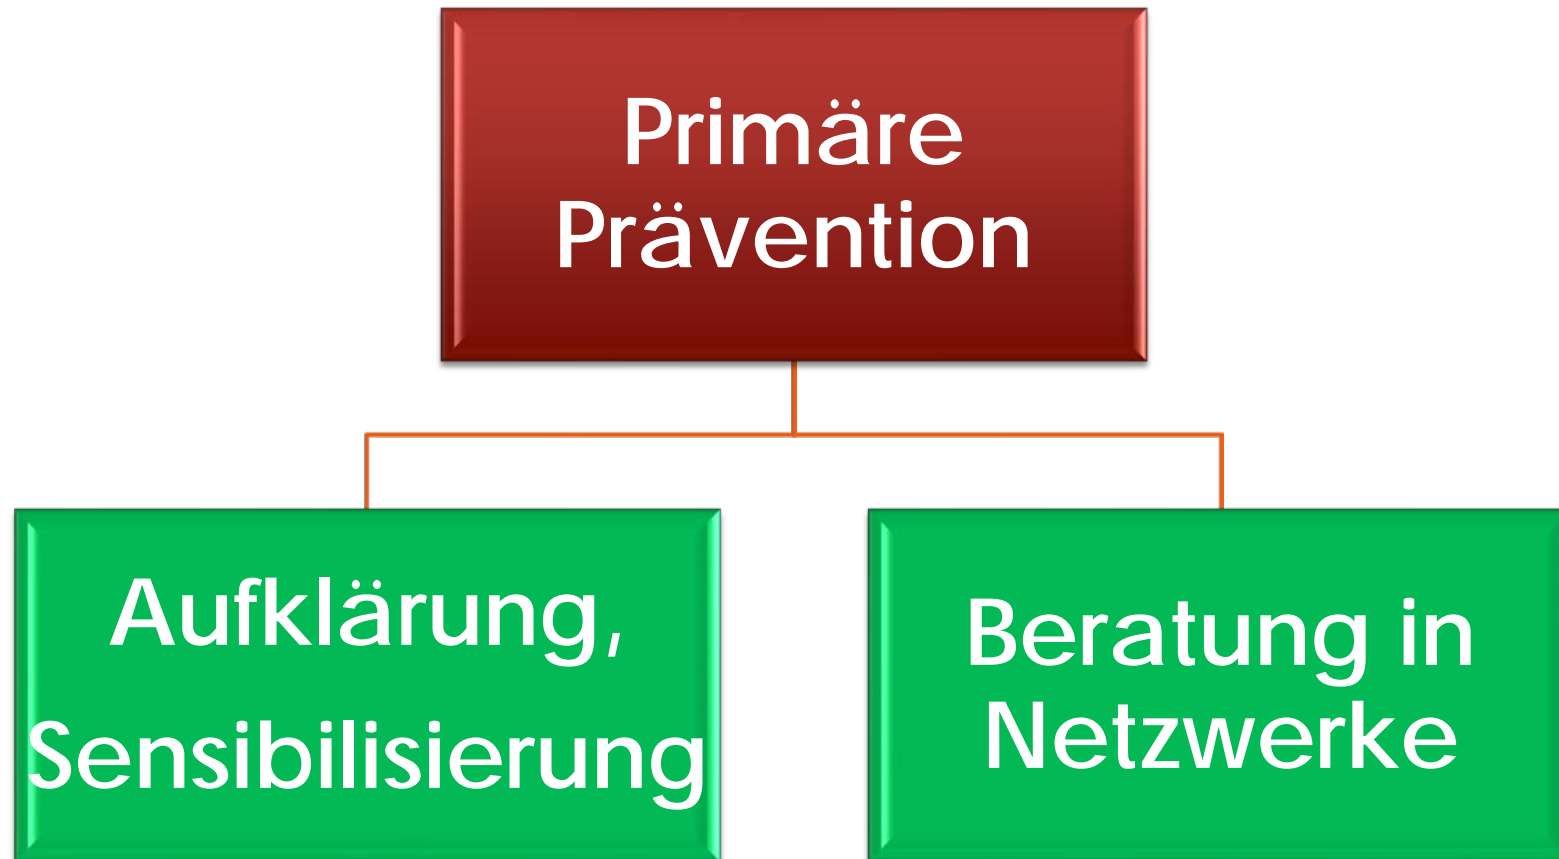 Primäre
Prävention
Aufklärung,
Sensibilisierung
Beratung in
Netzwerke